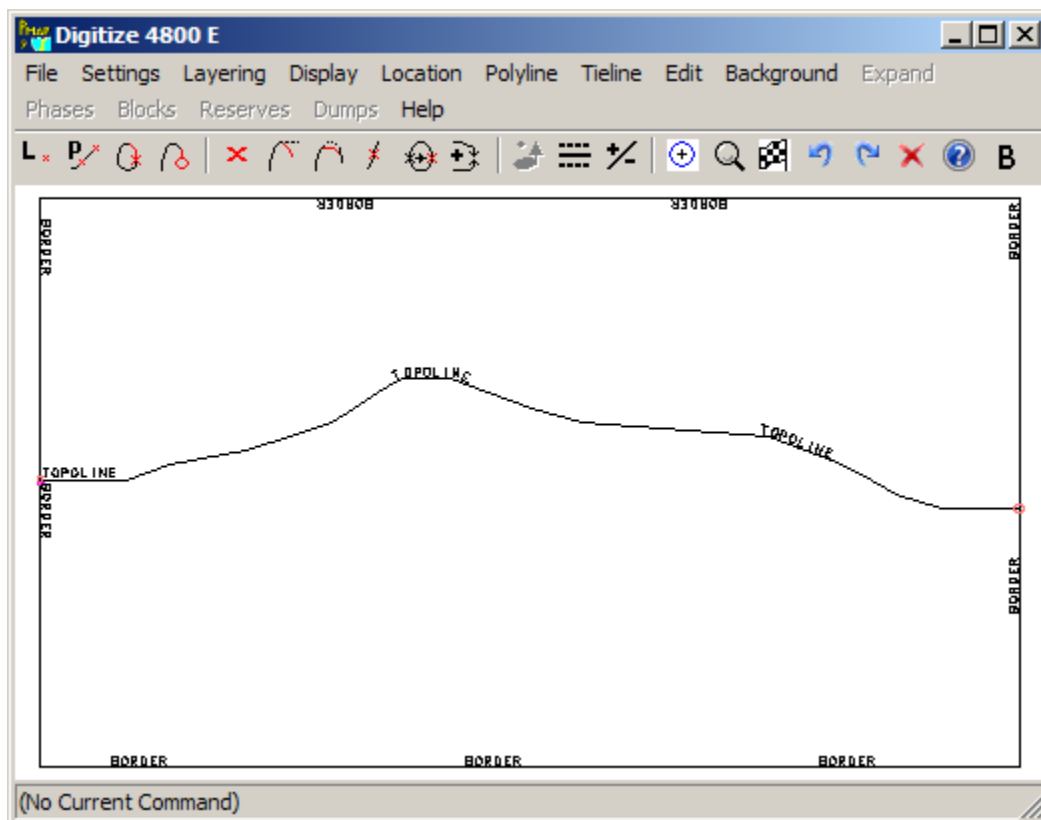 Digitize 4800 E
File Settings Layering Display Location Polyline Tieline Edit Background Expand
Phases Blocks Reserves Dumps Help
L P B
BORDER BORDER
BORDER BORDER
TOPOLINE
TOPOLINE
TOPOLINE
BORDER
BORDER
BORDER BORDER BORDER
(No Current Command)